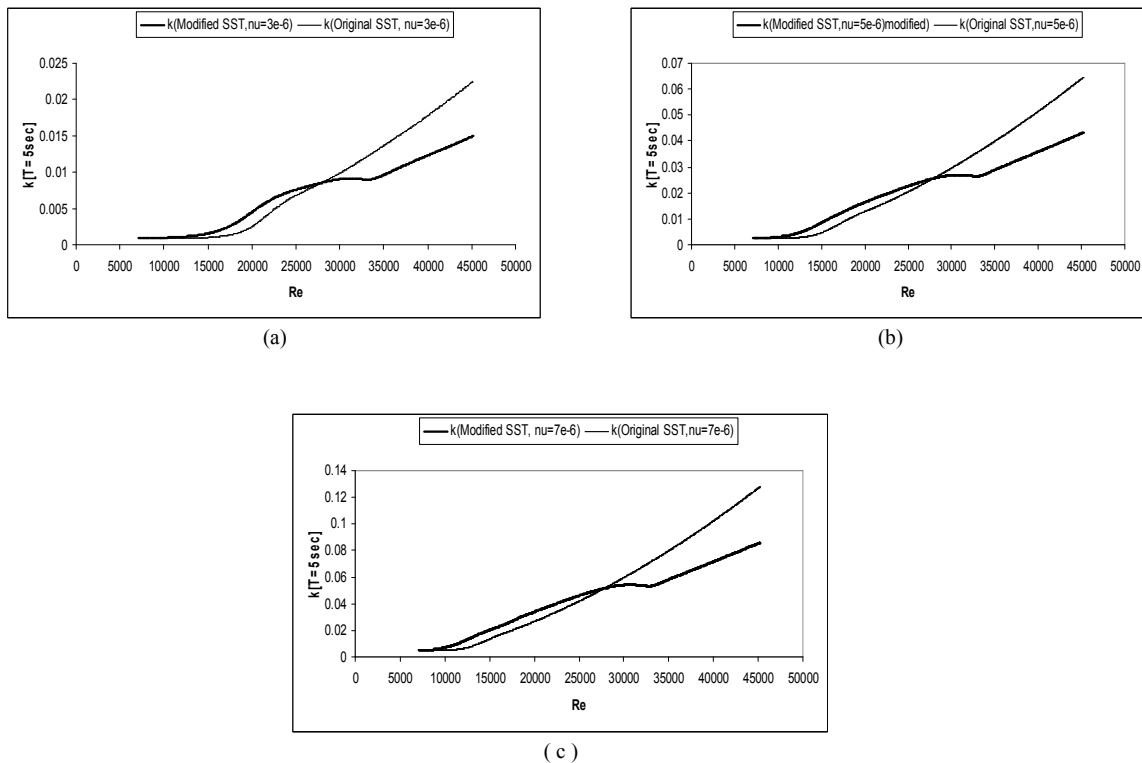 k(Modified SST,nu=3e-6) k(Original SST, nu=3e-6)
0.03
0.025
0.02
0.015
0.01
0.005
0
k [T = 5sec]
0 5000 10000 15000 20000 25000 30000 35000 40000 45000 50000
Re
(a)
k(Modified SST,nu=5e-6)modified) k(Original SST,nu=5e-6)
0.07
0.06
0.05
0.04
0.03
0.02
0.01
0
k [T = 5sec]
0 5000 10000 15000 20000 25000 30000 35000 40000 45000 50000
Re
(b)
k(Modified SST, nu=7e-6) k(Original SST,nu=7e-6)
0.14
0.12
0.1
0.08
0.06
0.04
0.02
0
k [T = 5sec]
0 5000 10000 15000 20000 25000 30000 35000 40000 45000 50000
Re
( c )